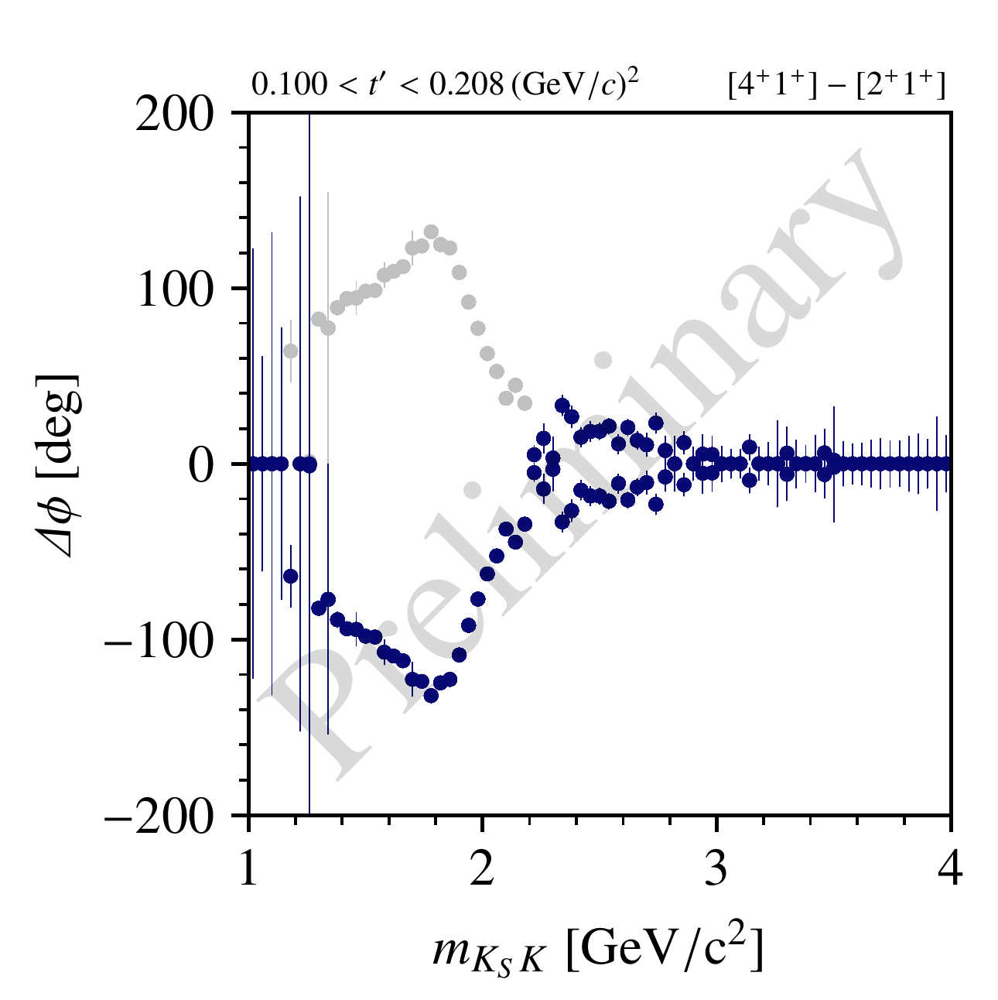 0.100 < t′ < 0.208 (GeV/c)²
[4⁺1⁺] − [2⁺1⁺]
200
100
0
−100
−200
Δϕ [deg]
Preliminary
1 2 3 4
m_{K_S K} [GeV/c²]